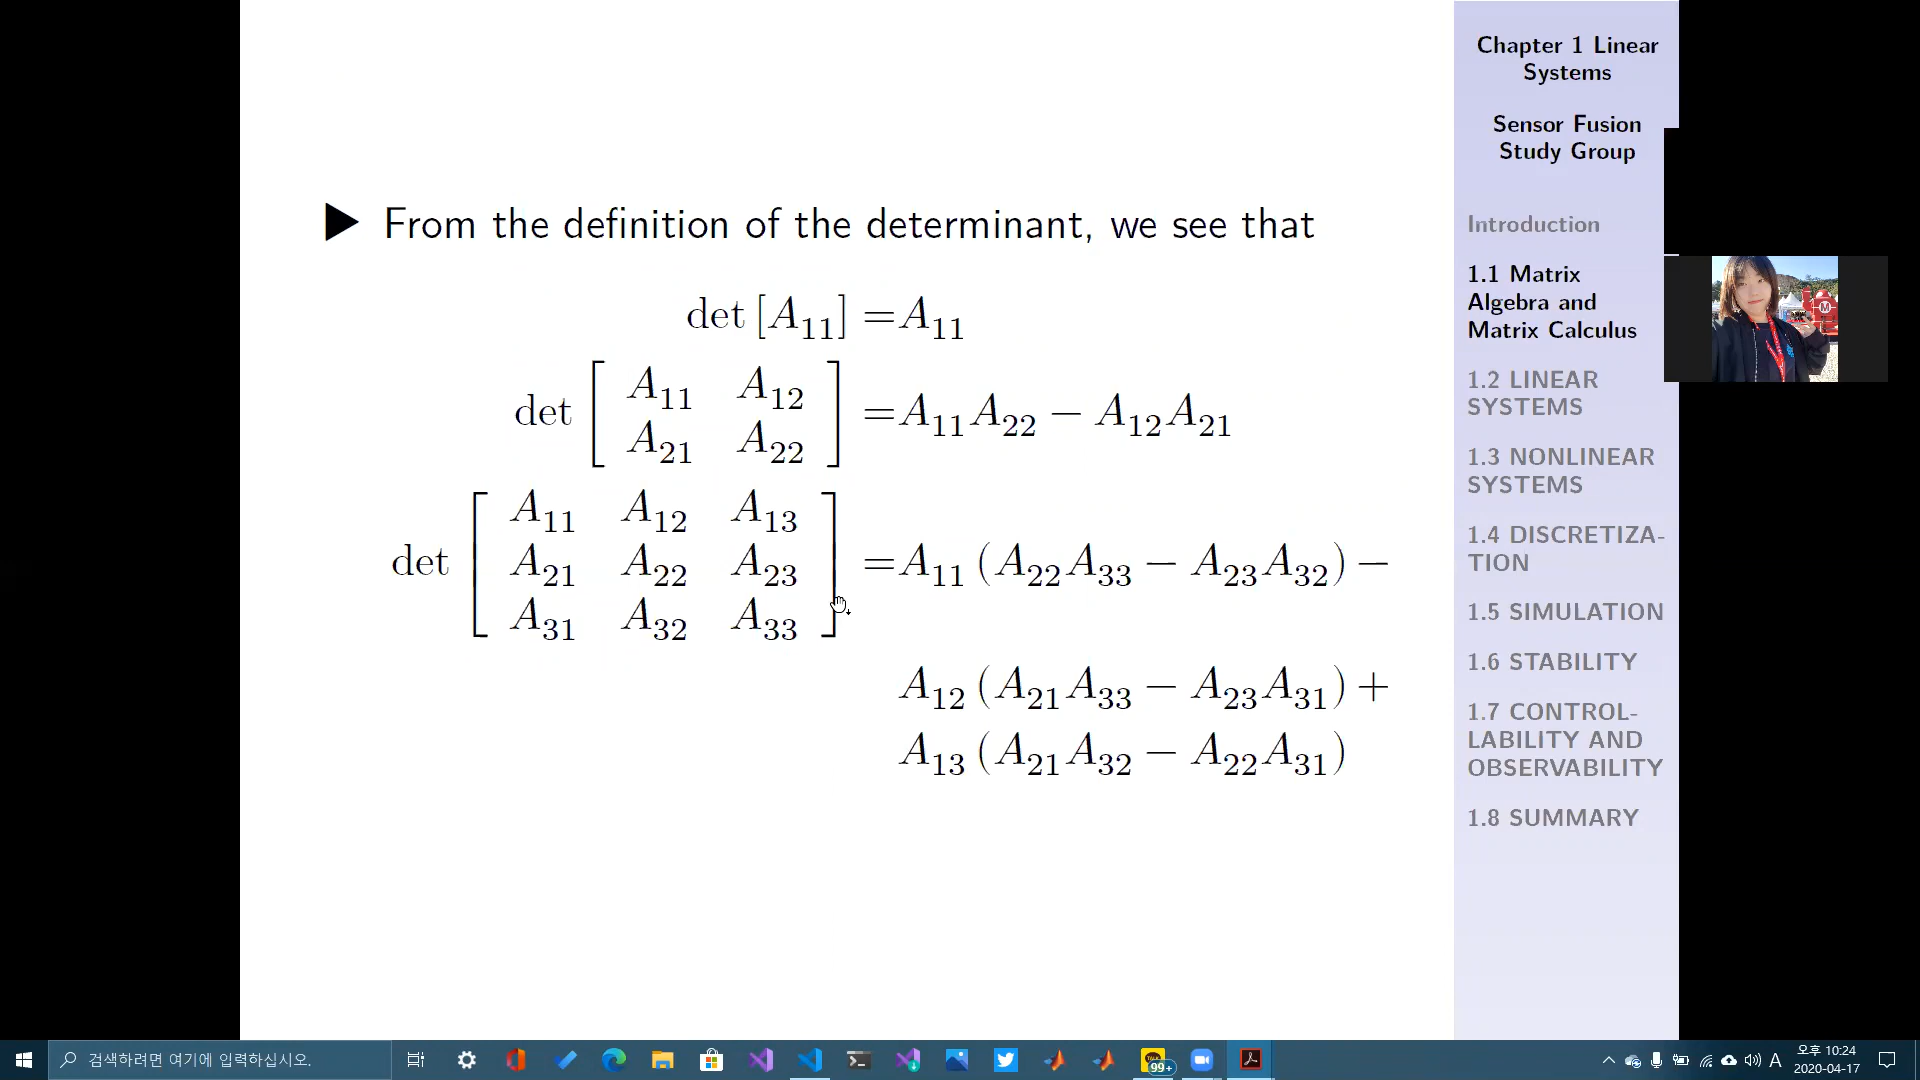 Chapter 1 Linear
Systems
Sensor Fusion
Study Group
▶ From the definition of the determinant, we see that
det [A₁₁] =A₁₁
det [ A₁₁ A₁₂
A₂₁ A₂₂ ] =A₁₁A₂₂ − A₁₂A₂₁
det [ A₁₁ A₁₂ A₁₃
A₂₁ A₂₂ A₂₃
A₃₁ A₃₂ A₃₃ ] =A₁₁ (A₂₂A₃₃ − A₂₃A₃₂) −
A₁₂ (A₂₁A₃₃ − A₂₃A₃₁) +
A₁₃ (A₂₁A₃₂ − A₂₂A₃₁)
Introduction
1.1 Matrix
Algebra and
Matrix Calculus
1.2 LINEAR
SYSTEMS
1.3 NONLINEAR
SYSTEMS
1.4 DISCRETIZA-
TION
1.5 SIMULATION
1.6 STABILITY
1.7 CONTROL-
LABILITY AND
OBSERVABILITY
1.8 SUMMARY
M
검색하려면 여기에 입력하십시오.
TALK
99+
A
오후 10:24
2020-04-17